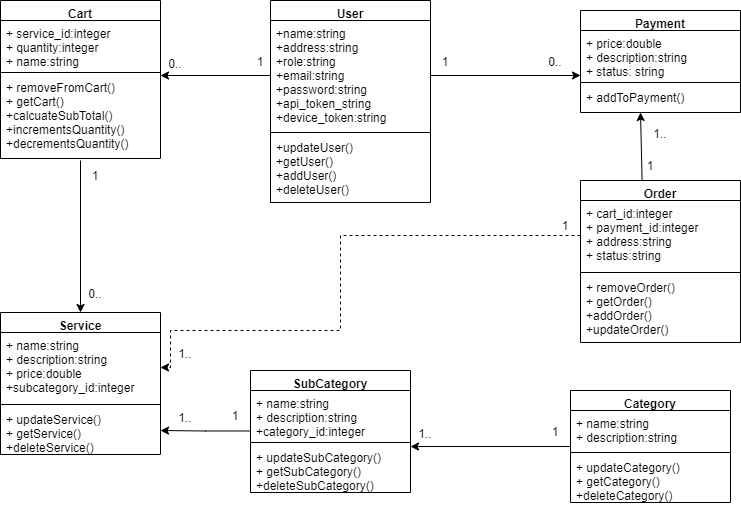 Cart
+ service_id:integer
+ quantity:integer
+ name:string
+ removeFromCart()
+ getCart()
+calcuateSubTotal()
+incrementsQuantity()
+decrementsQuantity()
0..
1
User
+name:string
+address:string
+role:string
+email:string
+password:string
+api_token_string
+device_token:string
+updateUser()
+getUser()
+addUser()
+deleteUser()
1
0..
Payment
+ price:double
+ description:string
+ status: string
+ addToPayment()
1..
1
Order
+ cart_id:integer
+ payment_id:integer
+ address:string
+ status:string
+ removeOrder()
+ getOrder()
+addOrder()
+updateOrder()
1
1..
1
0..
Service
+ name:string
+ description:string
+ price:double
+subcategory_id:integer
+ updateService()
+ getService()
+deleteService()
1..
1
SubCategory
+ name:string
+ description:string
+category_id:integer
+ updateSubCategory()
+ getSubCategory()
+deleteSubCategory()
1..
1
Category
+ name:string
+ description:string
+ updateCategory()
+ getCategory()
+deleteCategory()